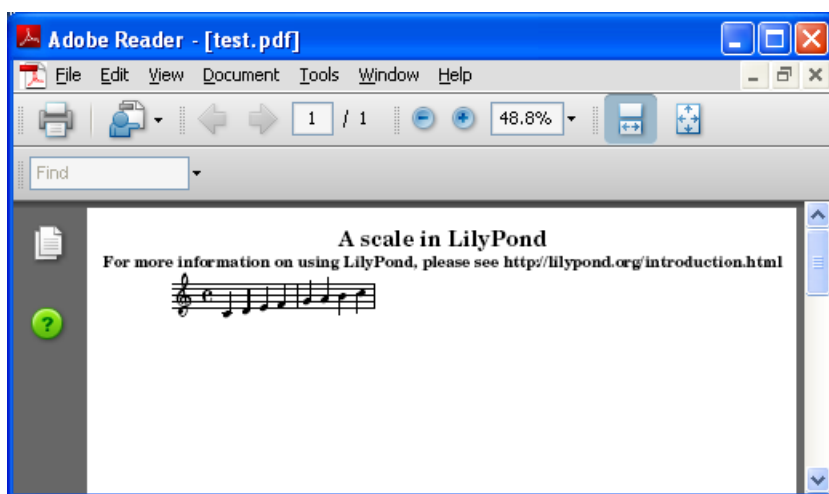 Adobe Reader - [test.pdf]
File Edit View Document Tools Window Help
1 / 1 48.8%
Find
A scale in LilyPond
For more information on using LilyPond, please see http://lilypond.org/introduction.html